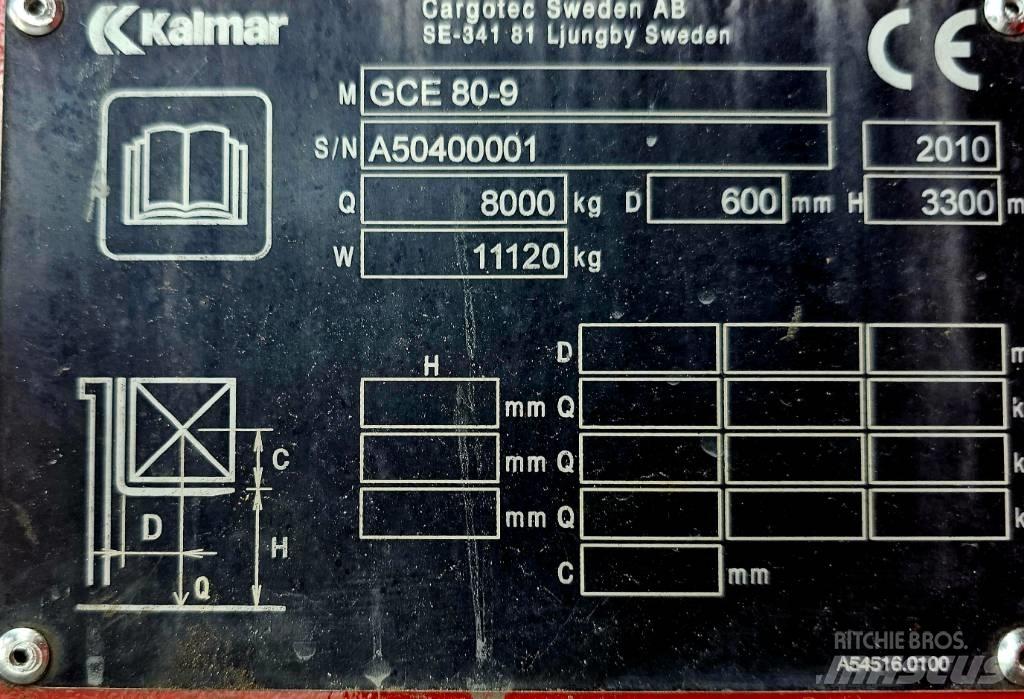 Kalmar
Cargotec Sweden AB
SE-341 81 Ljungby Sweden
CE
M GCE 80-9
S/N A50400001 2010
Q 8000 kg D 600 mm H 3300 m
W 11120 kg
D m
H
mm Q k
mm Q k
mm Q k
C mm
C
D
H
Q
RITCHIE BROS.
A54516.0100
MASCUS